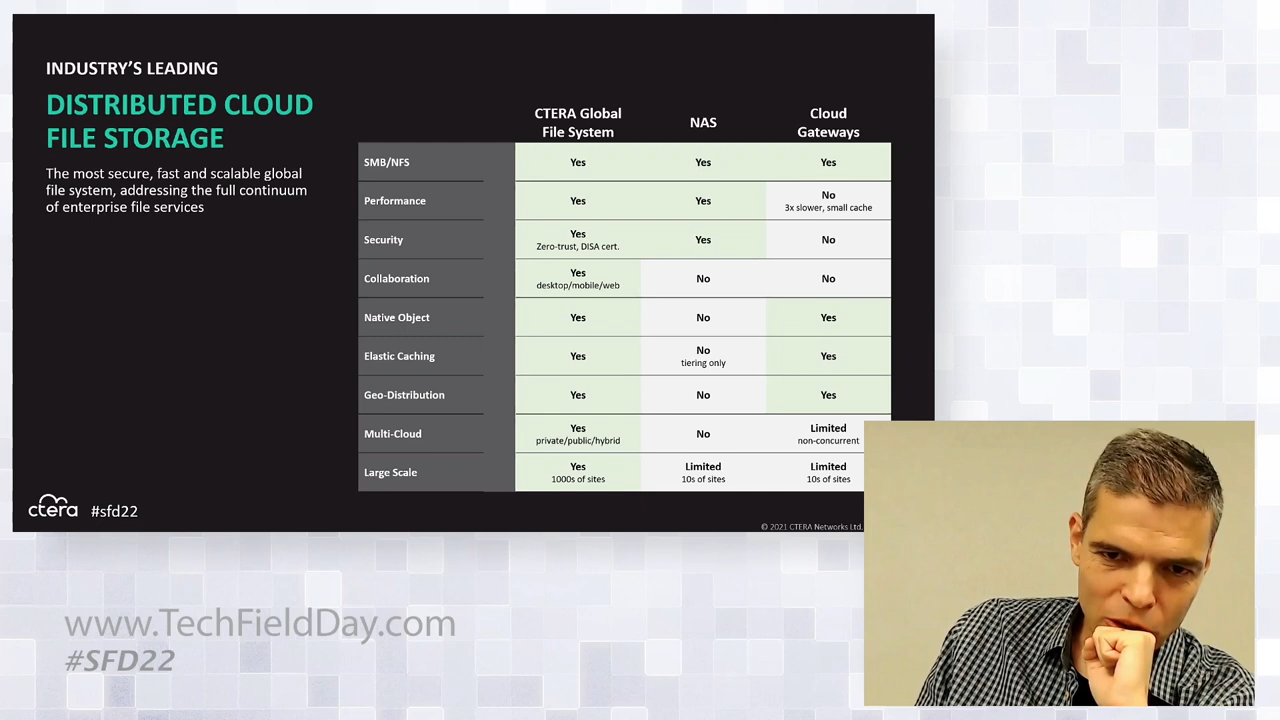 INDUSTRY'S LEADING
DISTRIBUTED CLOUD
FILE STORAGE
The most secure, fast and scalable global
file system, addressing the full continuum
of enterprise file services
CTERA Global
File System
NAS
Cloud
Gateways
SMB/NFS Yes Yes Yes
Performance Yes Yes No
3x slower, small cache
Security Yes Yes No
Zero-trust, DISA cert.
Collaboration Yes No No
desktop/mobile/web
Native Object Yes No Yes
Elastic Caching Yes No Yes
tiering only
Geo-Distribution Yes No Yes
Multi-Cloud Yes No Limited
private/public/hybrid non-concurrent
Large Scale Yes Limited Limited
1000s of sites 10s of sites 10s of sites
ctera #sfd22
© 2021 CTERA Networks Ltd.
www.TechFieldDay.com
#SFD22